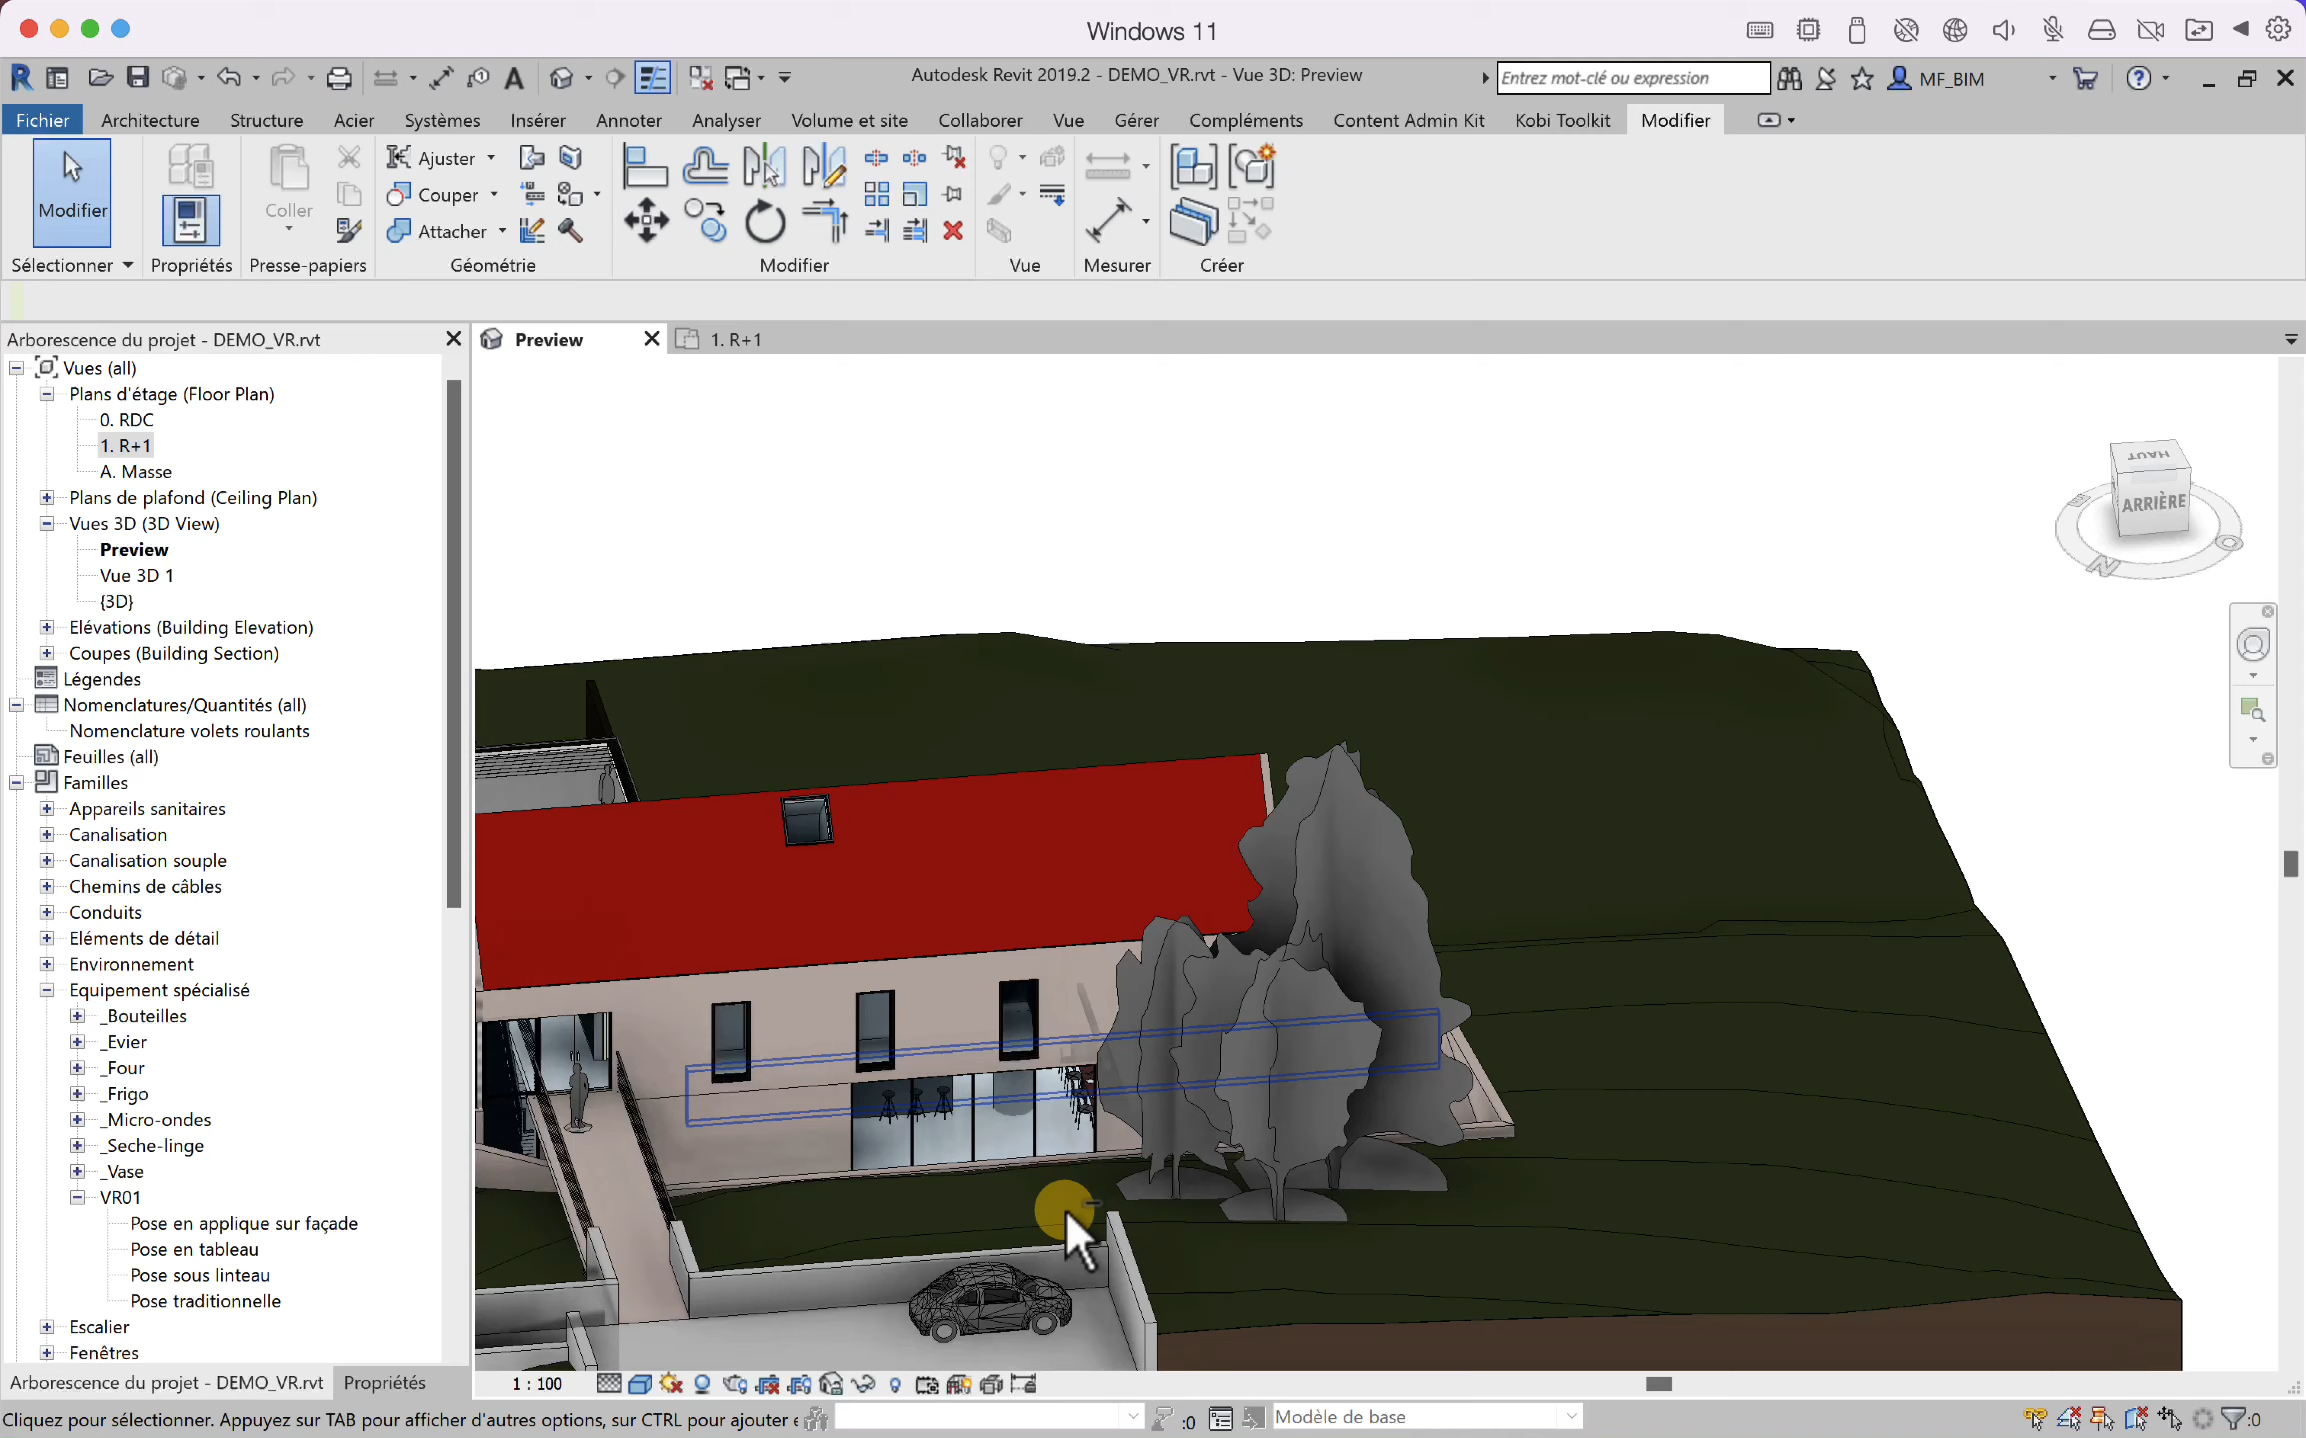 Windows 11
Autodesk Revit 2019.2 - DEMO_VR.rvt - Vue 3D: Preview
Entrez mot-clé ou expression
MF_BIM
Fichier Architecture Structure Acier Systèmes Insérer Annoter Analyser Volume et site Collaborer Vue Gérer Compléments Content Admin Kit Kobi Toolkit Modifier
Modifier
Coller
Ajuster
Couper
Attacher
Sélectionner Propriétés Presse-papiers Géométrie Modifier Vue Mesurer Créer
Arborescence du projet - DEMO_VR.rvt
Preview
1. R+1
Vues (all)
Plans d'étage (Floor Plan)
0. RDC
1. R+1
A. Masse
Plans de plafond (Ceiling Plan)
Vues 3D (3D View)
Preview
Vue 3D 1
{3D}
Elévations (Building Elevation)
Coupes (Building Section)
Légendes
Nomenclatures/Quantités (all)
Nomenclature volets roulants
Feuilles (all)
Familles
Appareils sanitaires
Canalisation
Canalisation souple
Chemins de câbles
Conduits
Eléments de détail
Environnement
Equipement spécialisé
_Bouteilles
_Evier
_Four
_Frigo
_Micro-ondes
_Seche-linge
_Vase
VR01
Pose en applique sur façade
Pose en tableau
Pose sous linteau
Pose traditionnelle
Escalier
Fenêtres
HAUT
ARRIÈRE
N
Arborescence du projet - DEMO_VR.rvt
Propriétés
1 : 100
Cliquez pour sélectionner. Appuyez sur TAB pour afficher d'autres options, sur CTRL pour ajouter
:0
Modèle de base
:0